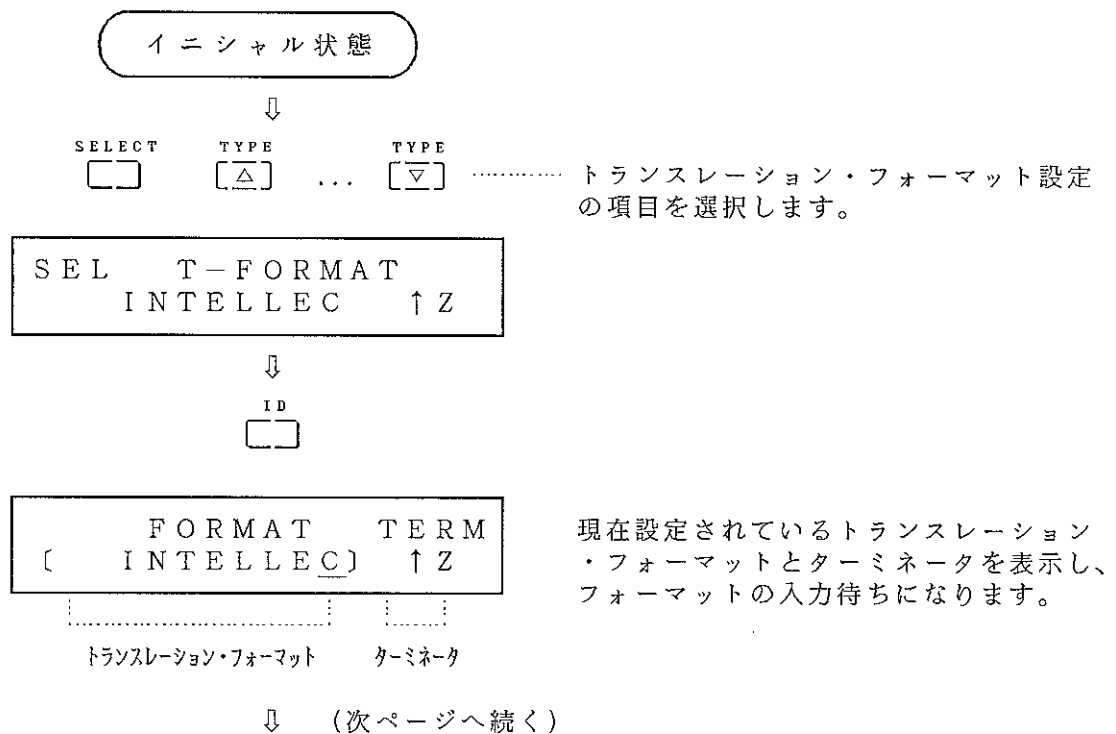 イニシャル状態
⇩
SELECT TYPE TYPE
△ ... ▽ ………… トランスレーション・フォーマット設定
の項目を選択します。
SEL T－FORMAT
INTELLEC ↑Z
⇩
ID
FORMAT TERM
〔 INTELLEC〕 ↑Z
現在設定されているトランスレーション
・フォーマットとターミネータを表示し、
フォーマットの入力待ちになります。
トランスレーション・フォーマット ターミネータ
⇩ (次ページへ続く)